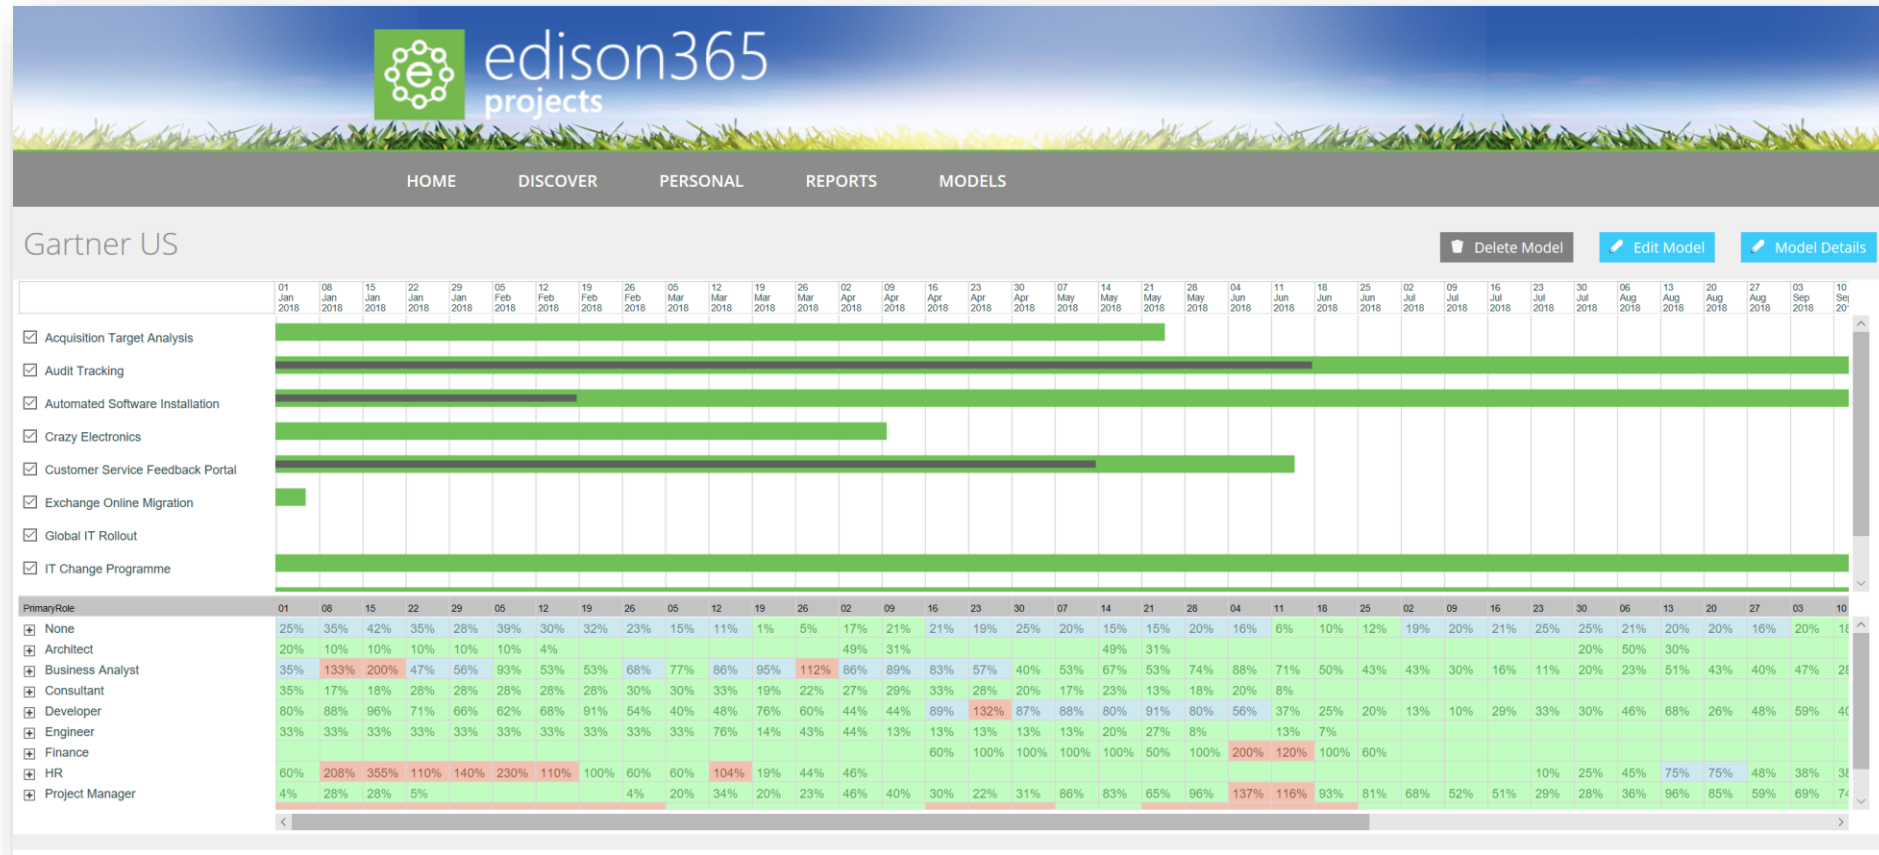 edison365
projects
HOME DISCOVER PERSONAL REPORTS MODELS
Gartner US
Delete Model Edit Model Model Details
01 08 15 22 29 05 12 19 26 05 12 19 26 02 09 16 23 30 07 14 21 28 04 11 18 25 02 09 16 23 30 06 13 20 27 03 10
Jan Jan Jan Jan Jan Feb Feb Feb Feb Mar Mar Mar Mar Apr Apr Apr Apr Apr May May May May Jun Jun Jun Jun Jul Jul Jul Jul Jul Aug Aug Aug Aug Sep Se
2018 2018 2018 2018 2018 2018 2018 2018 2018 2018 2018 2018 2018 2018 2018 2018 2018 2018 2018 2018 2018 2018 2018 2018 2018 2018 2018 2018 2018 2018 2018 2018 2018 2018 2018 2018 20
Acquisition Target Analysis
Audit Tracking
Automated Software Installation
Crazy Electronics
Customer Service Feedback Portal
Exchange Online Migration
Global IT Rollout
IT Change Programme
PrimaryRole 01 08 15 22 29 05 12 19 26 05 12 19 26 02 09 16 23 30 07 14 21 28 04 11 18 25 02 09 16 23 30 06 13 20 27 03 10
None 25% 35% 42% 35% 28% 39% 30% 32% 23% 15% 11% 1% 5% 17% 21% 21% 19% 25% 20% 15% 15% 20% 16% 6% 10% 12% 19% 20% 21% 25% 25% 21% 20% 20% 16% 20% 18
Architect 20% 10% 10% 10% 10% 10% 4% 49% 31% 49% 31% 20% 50% 30%
Business Analyst 35% 133% 200% 47% 56% 93% 53% 53% 68% 77% 86% 95% 112% 86% 89% 83% 57% 40% 53% 67% 53% 74% 88% 71% 50% 43% 43% 30% 16% 11% 20% 23% 51% 43% 40% 47% 28
Consultant 35% 17% 18% 28% 28% 28% 28% 28% 30% 30% 33% 19% 22% 27% 29% 33% 28% 20% 17% 23% 13% 18% 20% 8%
Developer 80% 88% 96% 71% 66% 62% 68% 91% 54% 40% 48% 76% 60% 44% 44% 89% 132% 87% 88% 80% 91% 80% 56% 37% 25% 20% 13% 10% 29% 33% 30% 46% 68% 26% 48% 59% 40
Engineer 33% 33% 33% 33% 33% 33% 33% 33% 33% 33% 76% 14% 43% 44% 13% 13% 13% 13% 13% 20% 27% 8% 13% 7%
Finance 60% 100% 100% 100% 100% 50% 100% 200% 120% 100% 60%
HR 60% 208% 355% 110% 140% 230% 110% 100% 60% 60% 104% 19% 44% 46% 10% 25% 45% 75% 75% 48% 38% 38
Project Manager 4% 28% 28% 5% 4% 20% 34% 20% 23% 46% 40% 30% 22% 31% 86% 83% 65% 96% 137% 116% 93% 81% 68% 52% 51% 29% 28% 36% 96% 85% 59% 69% 74